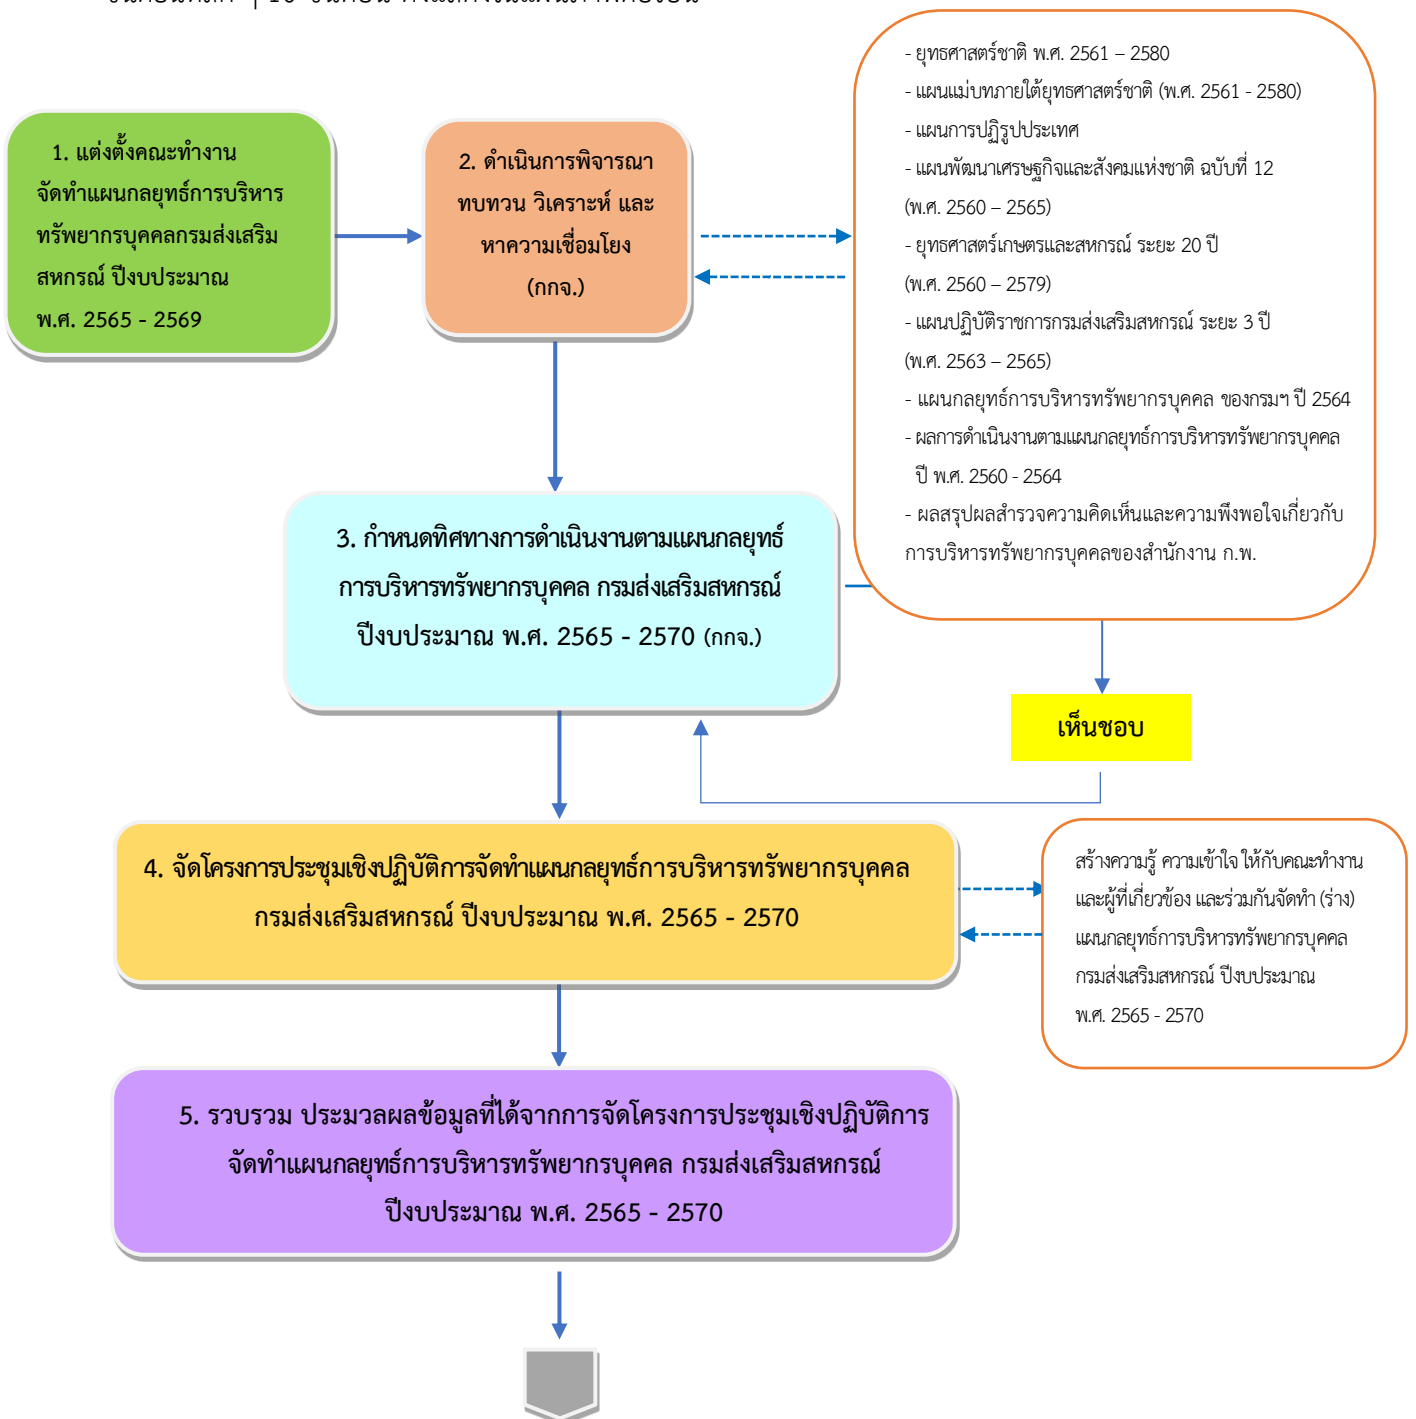 10 ขั้นตอน ดังแสดงในแผนภาพต่อไปนี้
- ยุทธศาสตร์ชาติ พ.ศ. 2561 – 2580
- แผนแม่บทภายใต้ยุทธศาสตร์ชาติ (พ.ศ. 2561 - 2580)
- แผนการปฏิรูปประเทศ
- แผนพัฒนาเศรษฐกิจและสังคมแห่งชาติ ฉบับที่ 12
(พ.ศ. 2560 – 2565)
- ยุทธศาสตร์เกษตรและสหกรณ์ ระยะ 20 ปี
(พ.ศ. 2560 – 2579)
- แผนปฏิบัติราชการกรมส่งเสริมสหกรณ์ ระยะ 3 ปี
(พ.ศ. 2563 – 2565)
- แผนกลยุทธ์การบริหารทรัพยากรบุคคล ของกรมฯ ปี 2564
- ผลการดำเนินงานตามแผนกลยุทธ์การบริหารทรัพยากรบุคคล
ปี พ.ศ. 2560 - 2564
- ผลสรุปผลสำรวจความคิดเห็นและความพึงพอใจเกี่ยวกับ
การบริหารทรัพยากรบุคคลของสำนักงาน ก.พ.
1. แต่งตั้งคณะทำงาน
จัดทำแผนกลยุทธ์การบริหาร
ทรัพยากรบุคคลกรมส่งเสริม
สหกรณ์ ปีงบประมาณ
พ.ศ. 2565 - 2569
2. ดำเนินการพิจารณา
ทบทวน วิเคราะห์ และ
หาความเชื่อมโยง
(กกจ.)
3. กำหนดทิศทางการดำเนินงานตามแผนกลยุทธ์
การบริหารทรัพยากรบุคคล กรมส่งเสริมสหกรณ์
ปีงบประมาณ พ.ศ. 2565 - 2570 (กกจ.)
เห็นชอบ
4. จัดโครงการประชุมเชิงปฏิบัติการจัดทำแผนกลยุทธ์การบริหารทรัพยากรบุคคล
กรมส่งเสริมสหกรณ์ ปีงบประมาณ พ.ศ. 2565 - 2570
สร้างความรู้ ความเข้าใจ ให้กับคณะทำงาน
และผู้ที่เกี่ยวข้อง และร่วมกันจัดทำ (ร่าง)
แผนกลยุทธ์การบริหารทรัพยากรบุคคล
กรมส่งเสริมสหกรณ์ ปีงบประมาณ
พ.ศ. 2565 - 2570
5. รวบรวม ประมวลผลข้อมูลที่ได้จากการจัดโครงการประชุมเชิงปฏิบัติการ
จัดทำแผนกลยุทธ์การบริหารทรัพยากรบุคคล กรมส่งเสริมสหกรณ์
ปีงบประมาณ พ.ศ. 2565 - 2570